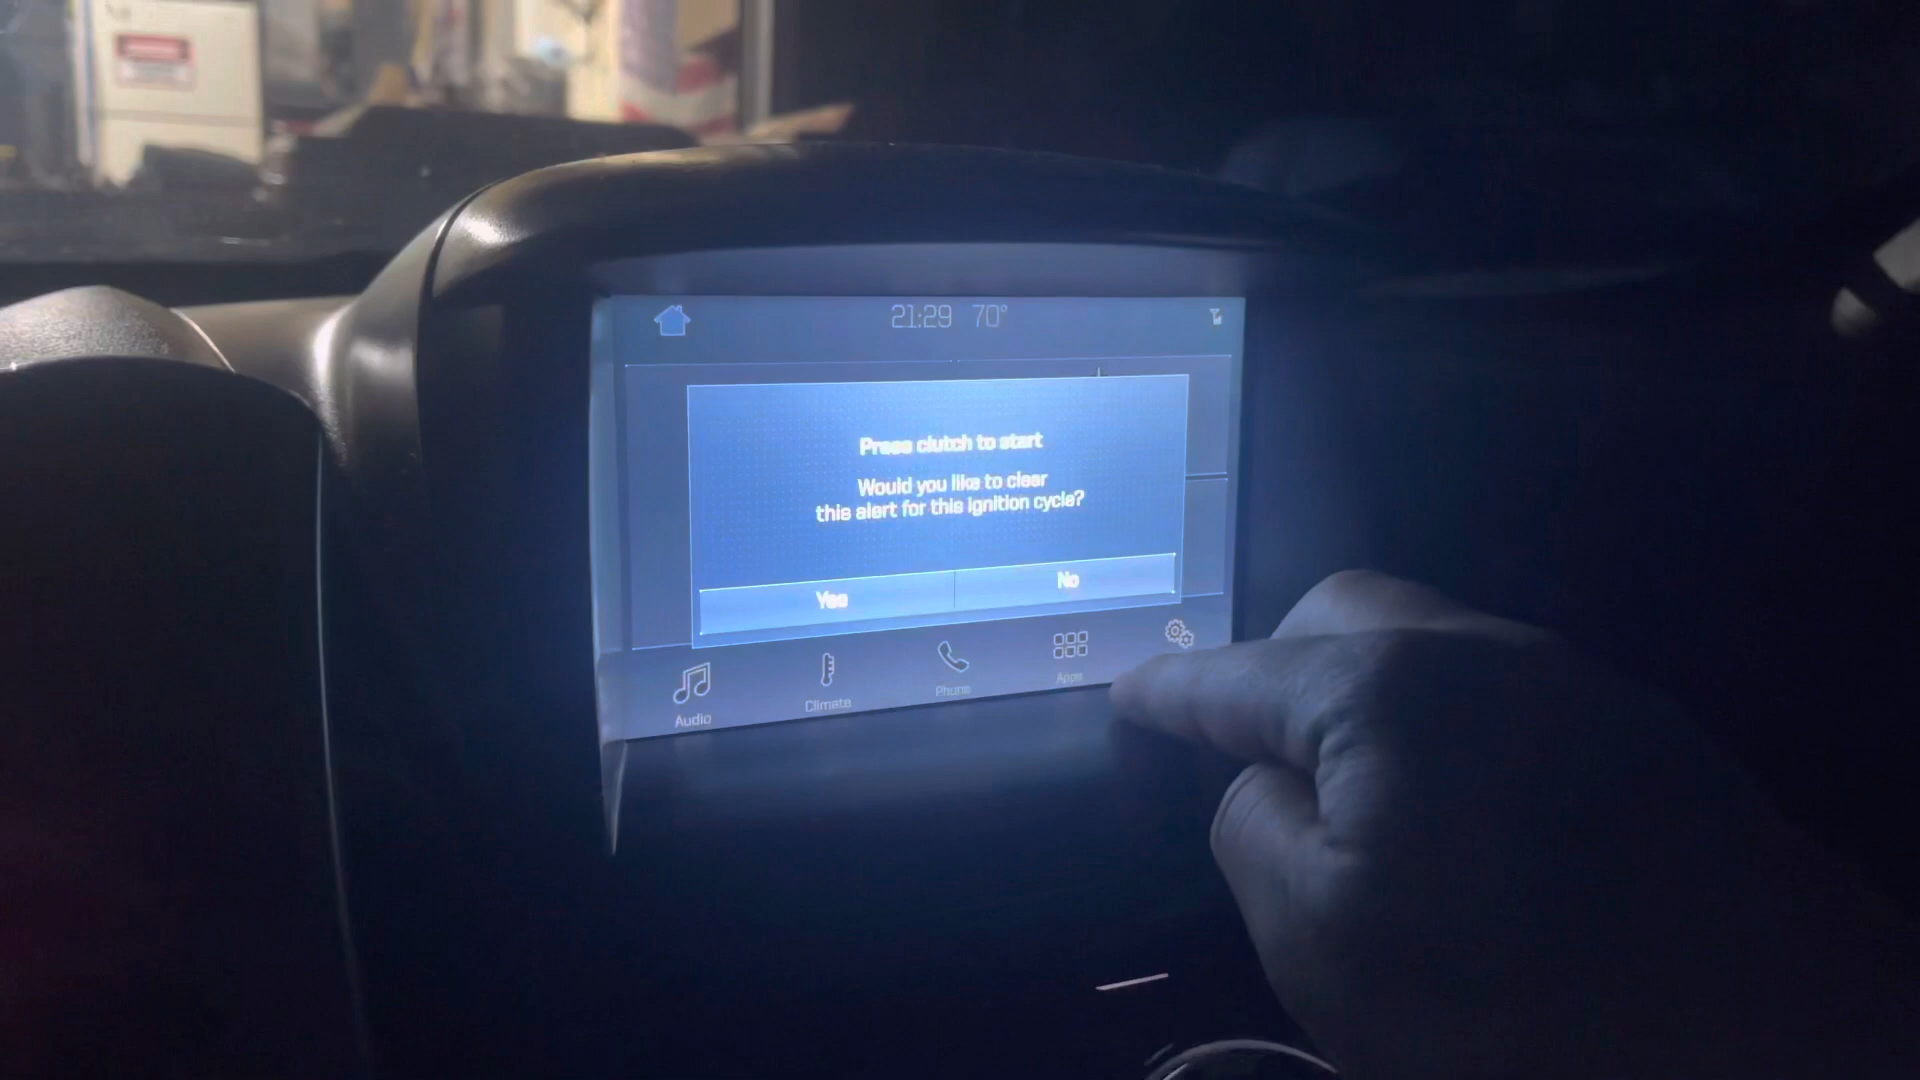 21:29 70°
Press clutch to start
Would you like to clear
this alert for this ignition cycle?
Yes No
Audio Climate Phone Apps